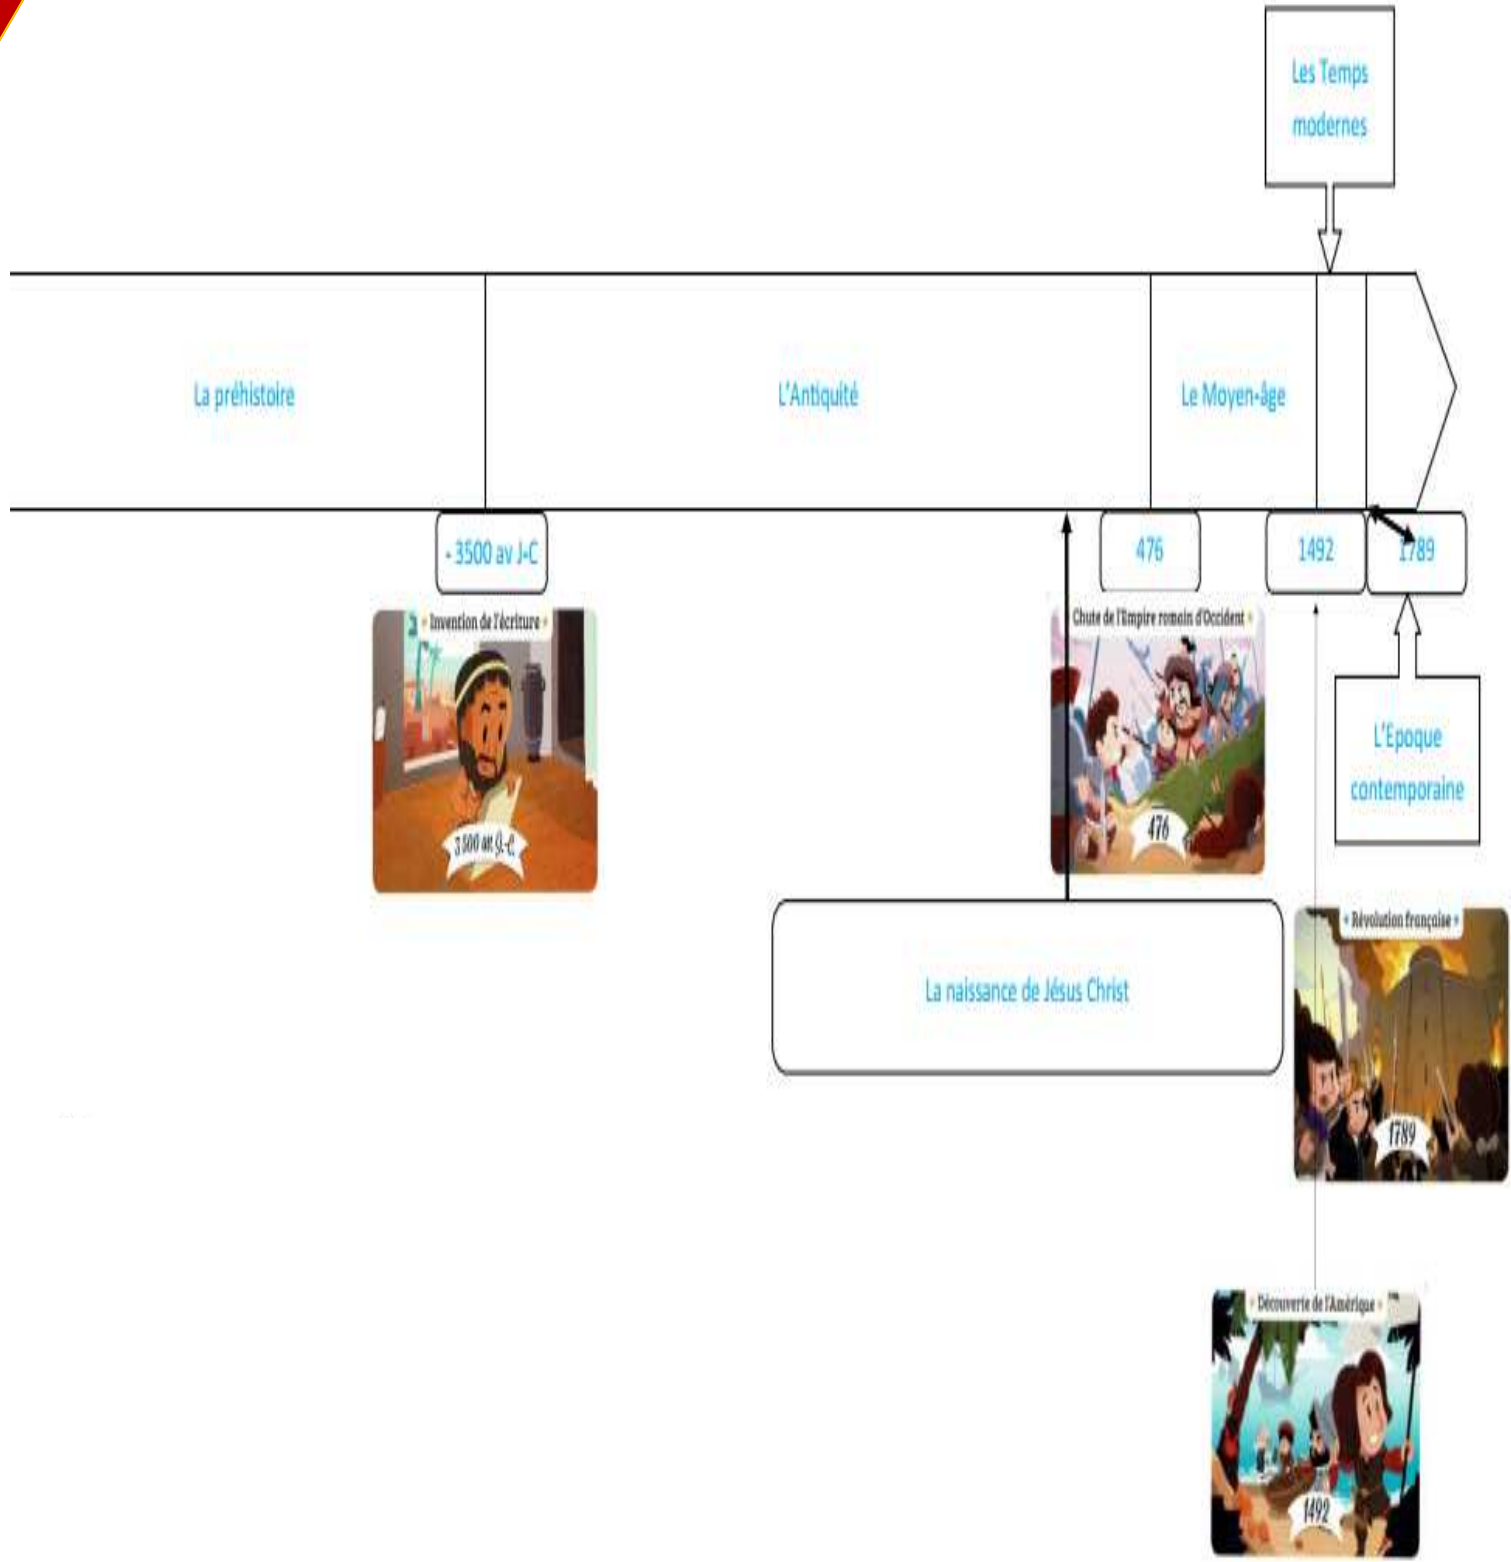 Les Temps
modernes
La préhistoire
L'Antiquité
Le Moyen-âge
- 3500 av J-C
476
1492
1789
Invention de l'écriture
3 500 av. J.-C.
Chute de l'Empire romain d'Occident
476
L'Epoque
contemporaine
La naissance de Jésus Christ
Révolution française
1789
Découverte de l'Amérique
1492